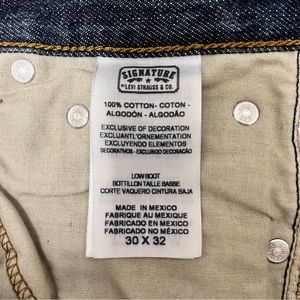 SIGNATURE
BY LEVI STRAUSS & CO.
100% COTTON- COTON -
ALGODÓN - ALGODÃO
EXCLUSIVE OF DECORATION
EXCLUANT L'ORNEMENTATION
EXCLUYENDO ELEMENTOS
DECORATIVOS - EXCLUINDO DECORAÇÃO
LOW BOOT
BOTTILLON TAILLE BASSE
CORTE VAQUERO CINTURA BAJA
MADE IN MEXICO
FABRIQUE AU MEXIQUE
FABRICADO EN MEXICO
FABRICADO NO MEXICO
30 X 32